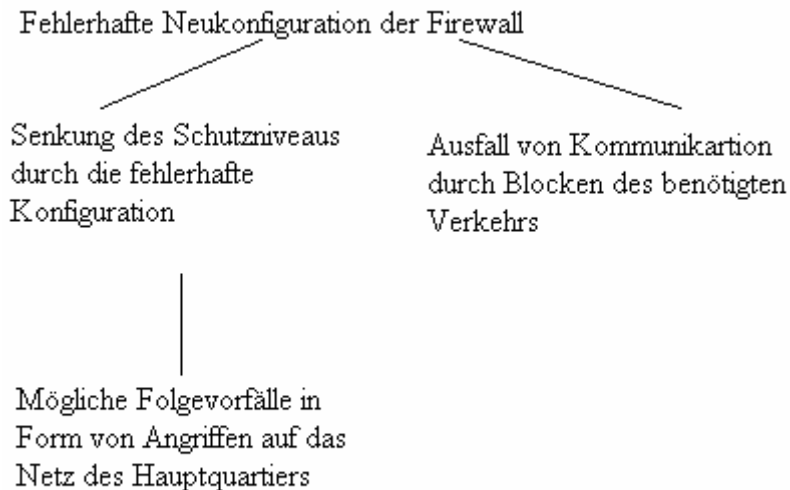 Fehlerhafte Neukonfiguration der Firewall
Senkung des Schutzniveaus
durch die fehlerhafte
Konfiguration
Ausfall von Kommunikartion
durch Blocken des benötigten
Verkehrs
Mögliche Folgevorfälle in
Form von Angriffen auf das
Netz des Hauptquartiers